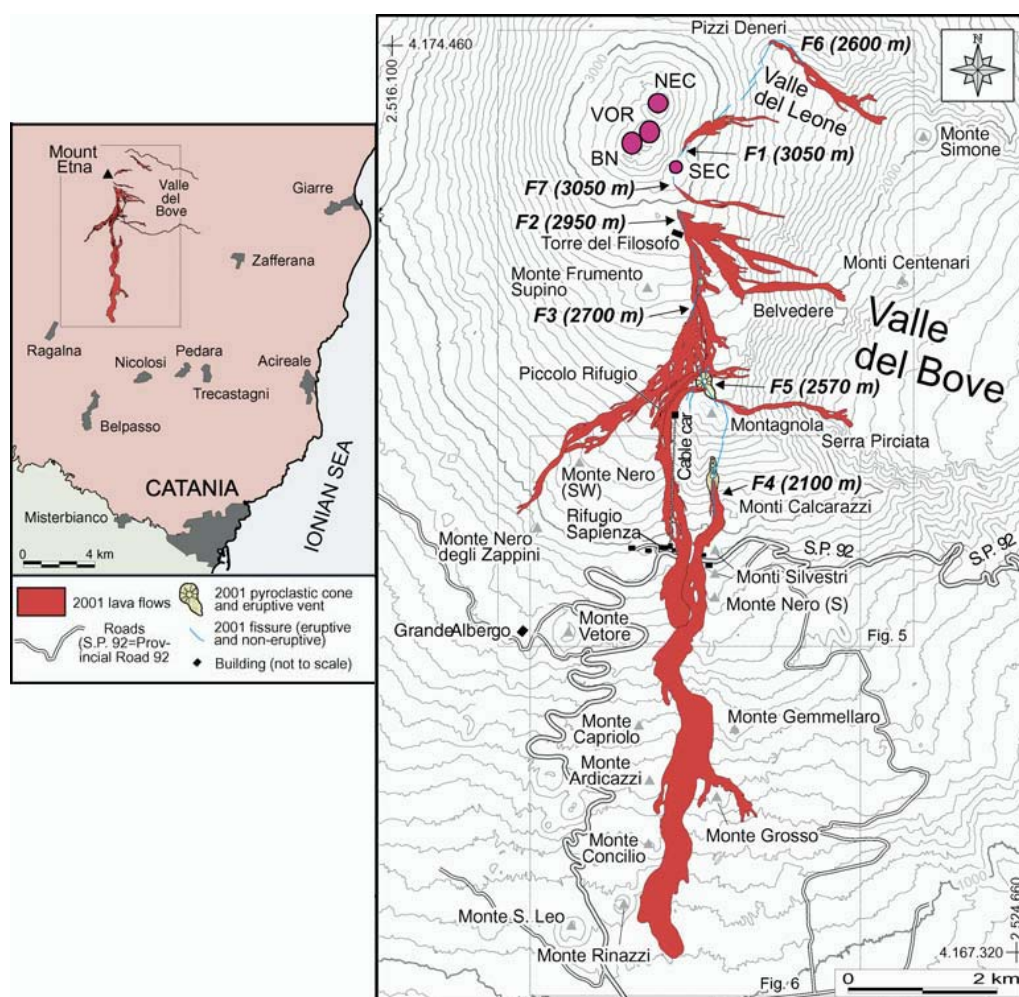 Mount
Etna
Valle
del
Bove
Giarre
Zafferana
Ragalna
Nicolosi
Pedara
Acireale
Trecastagni
Belpasso
CATANIA
Misterbianco
IONIAN SEA
0 4 km
2001 lava flows
2001 pyroclastic cone
and eruptive vent
Roads
(S.P. 92=Prov-
incial Road 92
2001 fissure (eruptive
and non-eruptive)
Building (not to scale)
4.174.460
2.516.100
Pizzi Deneri
F6 (2600 m)
N
3000
NEC
Valle
del Leone
VOR
BN
F1 (3050 m)
Monte
Simone
SEC
F7 (3050 m)
F2 (2950 m)
Torre del Filosofo
Monte Frumento
Supino
Monti Centenari
F3 (2700 m)
Belvedere
Valle
del Bove
Piccolo Rifugio
F5 (2570 m)
Cable car
Montagnola
Serra Pirciata
Monte Nero
(SW)
F4 (2100 m)
Monti Calcarazzi
Rifugio
Sapienza
Monte Nero
degli Zappini
S.P. 92
S.P. 92
Monti Silvestri
Monte Nero (S)
GrandeAlbergo
Monte
Vetore
Fig. 5
Monte
Capriolo
Monte Gemmellaro
Monte
Ardicazzi
Monte Grosso
Monte
Concilio
1000
Monte S. Leo
Monte Rinazzi
2.524.660
4.167.320
Fig. 6
0 2 km